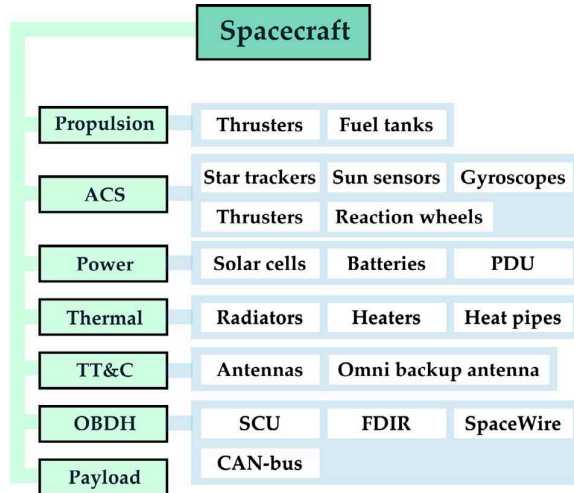 Spacecraft
Propulsion Thrusters Fuel tanks
ACS Star trackers Sun sensors Gyroscopes
Thrusters Reaction wheels
Power Solar cells Batteries PDU
Thermal Radiators Heaters Heat pipes
TT&C Antennas Omni backup antenna
OBDH SCU FDIR SpaceWire
CAN-bus
Payload